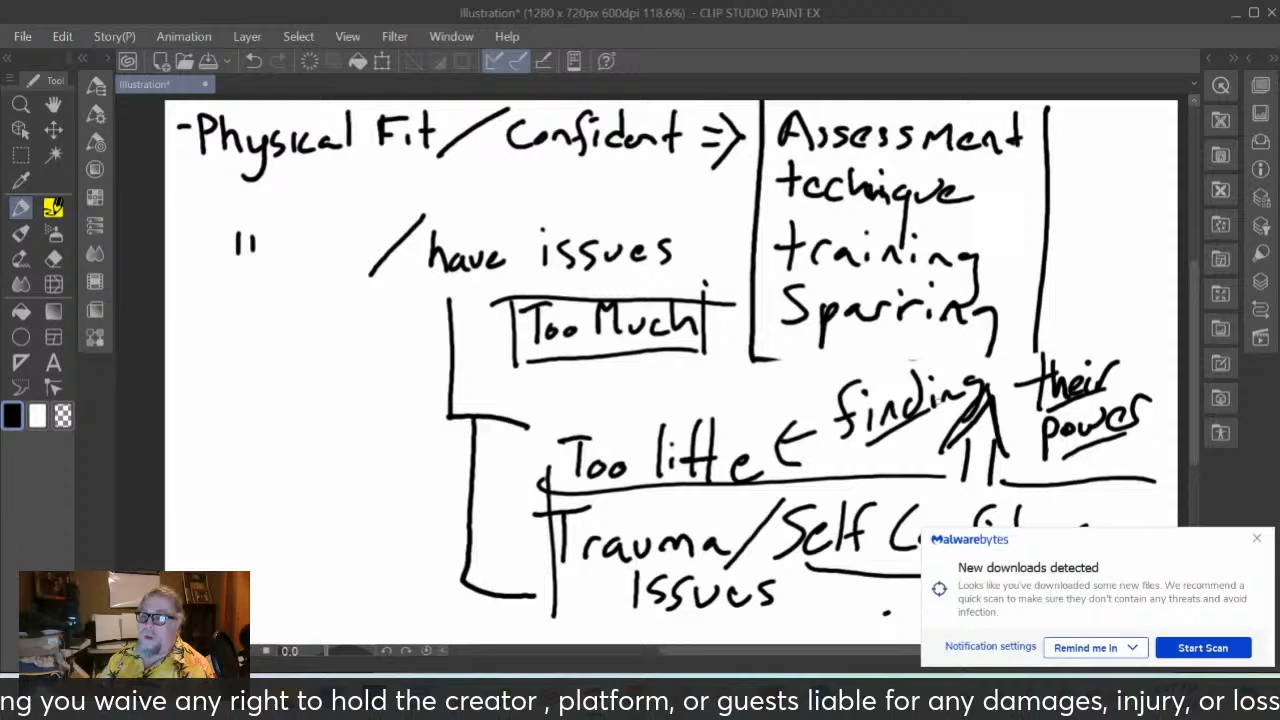 Illustration* (1280 x 720px 600dpi 118.6%) - CLIP STUDIO PAINT EX
File Edit Story(P) Animation Layer Select View Filter Window Help
Tool
Illustration*
-Physical Fit / Confident => Assessment
technique
" / have issues
training
Too Much
Sparring
finding their
power
Too little
Trauma / Self
Issues
malwarebytes
New downloads detected
Looks like you've downloaded some new files. We recommend a
quick scan to make sure they don't contain any threats and avoid
infection.
Notification settings Remind me in Start Scan
0.0
ng you waive any right to hold the creator , platform, or guests liable for any damages, injury, or loss